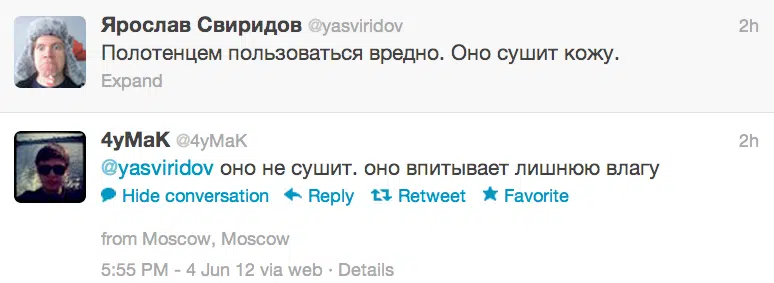 Ярослав Свиридов @yasviridov 2h
Полотенцем пользоваться вредно. Оно сушит кожу.
Expand
4yMaK @4yMaK 2h
@yasviridov оно не сушит. оно впитывает лишнюю влагу
Hide conversation Reply Retweet Favorite
from Moscow, Moscow
5:55 PM - 4 Jun 12 via web · Details